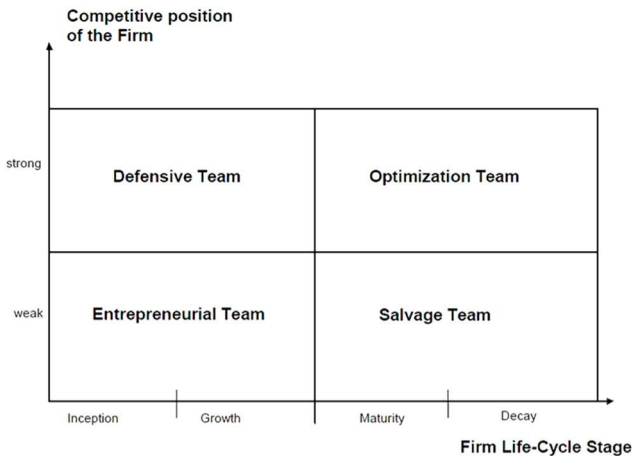 Competitive position
of the Firm
strong
Defensive Team
Optimization Team
weak
Entrepreneurial Team
Salvage Team
Inception
Growth
Maturity
Decay
Firm Life-Cycle Stage